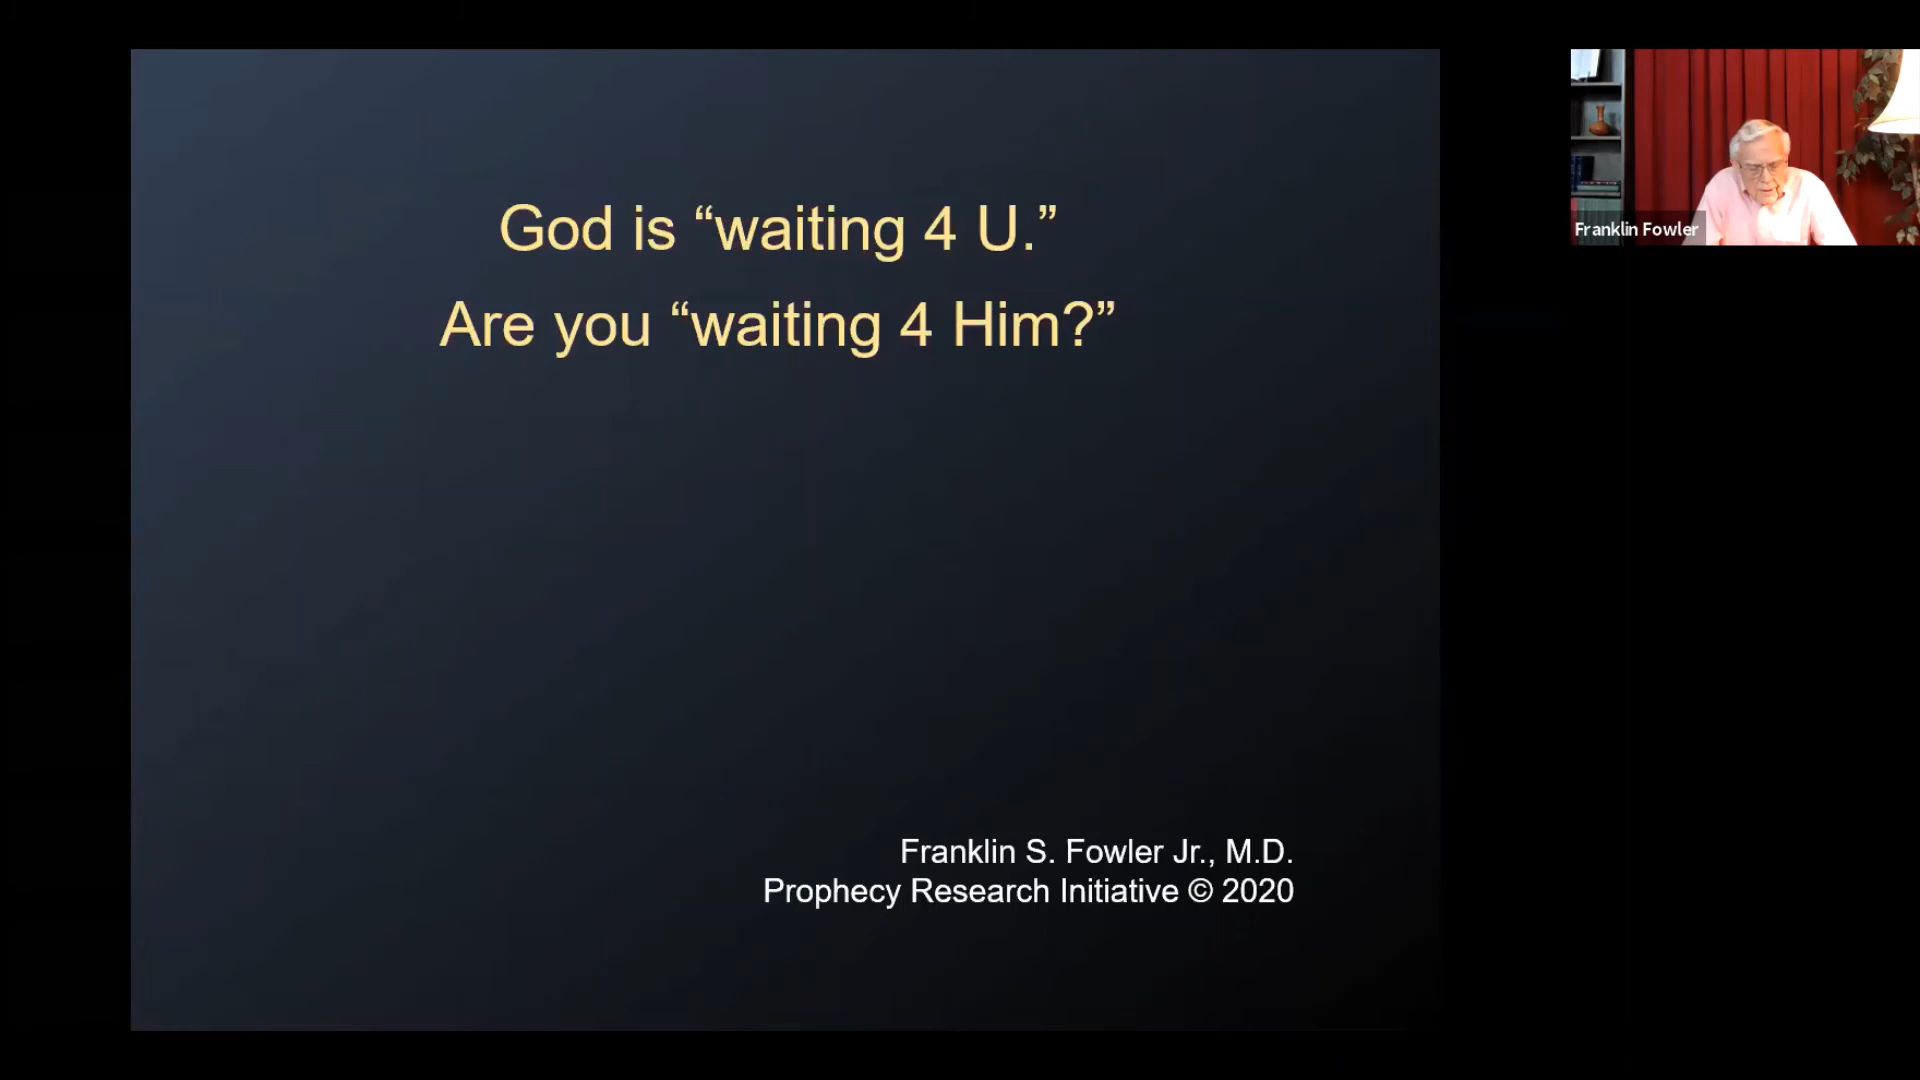 God is “waiting 4 U.”
Are you “waiting 4 Him?”
Franklin S. Fowler Jr., M.D.
Prophecy Research Initiative © 2020
Franklin Fowler